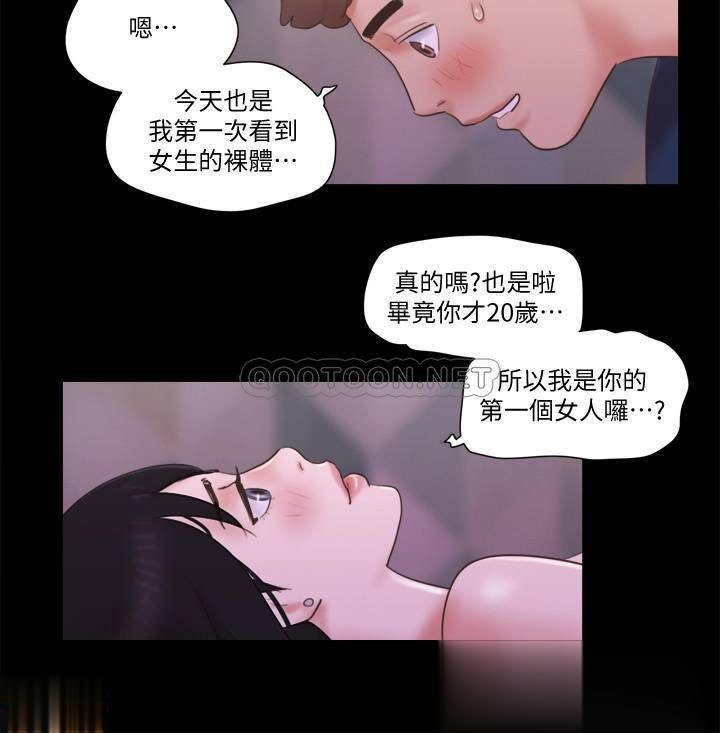 嗯⋯
今天也是
我第一次看到
女生的裸體⋯
真的嗎?也是啦
畢竟你才20歲⋯
所以我是你的
第一個女人囉⋯?
QOOTOON.NET